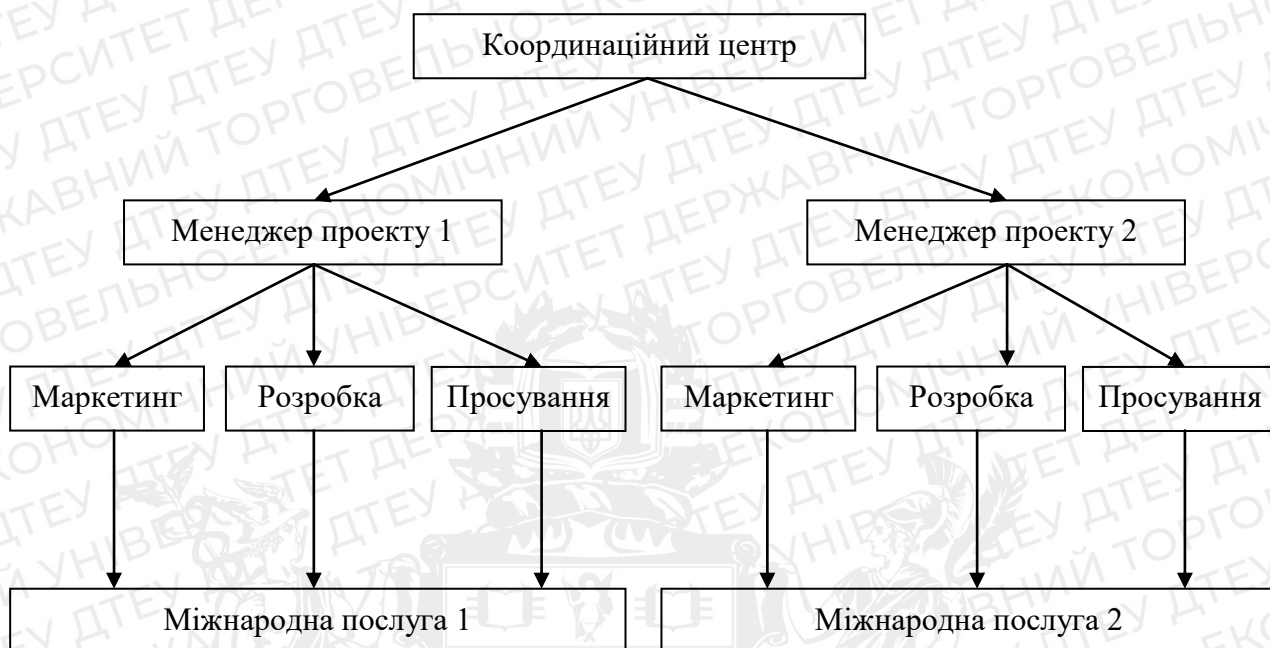 Координаційний центр
Менеджер проекту 1
Менеджер проекту 2
Маркетинг
Розробка
Просування
Маркетинг
Розробка
Просування
Міжнародна послуга 1
Міжнародна послуга 2